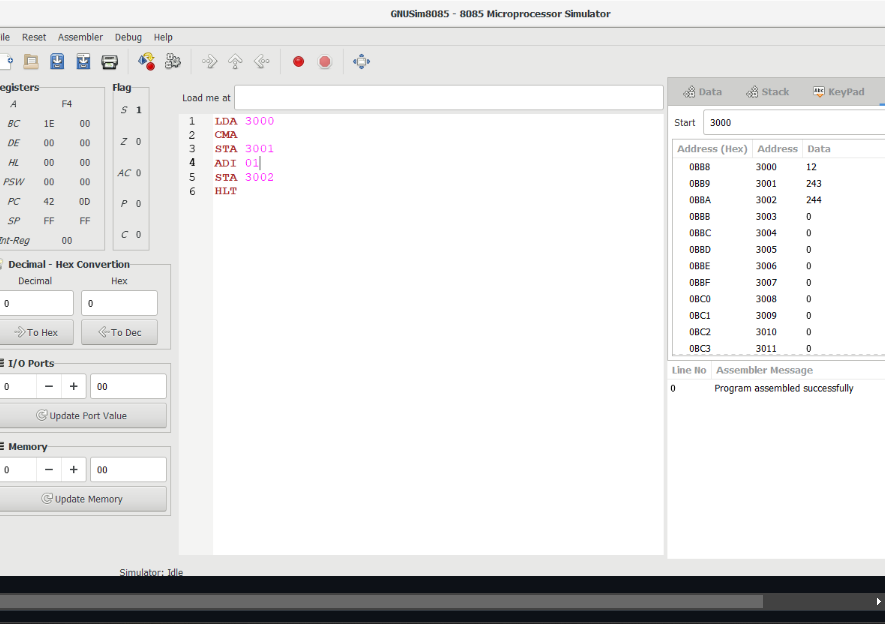 GNUSim8085 - 8085 Microprocessor Simulator
ile Reset Assembler Debug Help
egisters
A F4
BC 1E 00
DE 00 00
HL 00 00
PSW 00 00
PC 42 0D
SP FF FF
Int-Reg 00
Flag
S 1
Z 0
AC 0
P 0
C 0
Decimal - Hex Convertion
Decimal Hex
0 0
To Hex To Dec
I/O Ports
0 − + 00
Update Port Value
Memory
0 − + 00
Update Memory
Load me at
1 LDA 3000
2 CMA
3 STA 3001
4 ADI 01
5 STA 3002
6 HLT
Data Stack Abc KeyPad
Start 3000
Address (Hex) Address Data
0BB8 3000 12
0BB9 3001 243
0BBA 3002 244
0BBB 3003 0
0BBC 3004 0
0BBD 3005 0
0BBE 3006 0
0BBF 3007 0
0BC0 3008 0
0BC1 3009 0
0BC2 3010 0
0BC3 3011 0
Line No Assembler Message
0 Program assembled successfully
Simulator: Idle